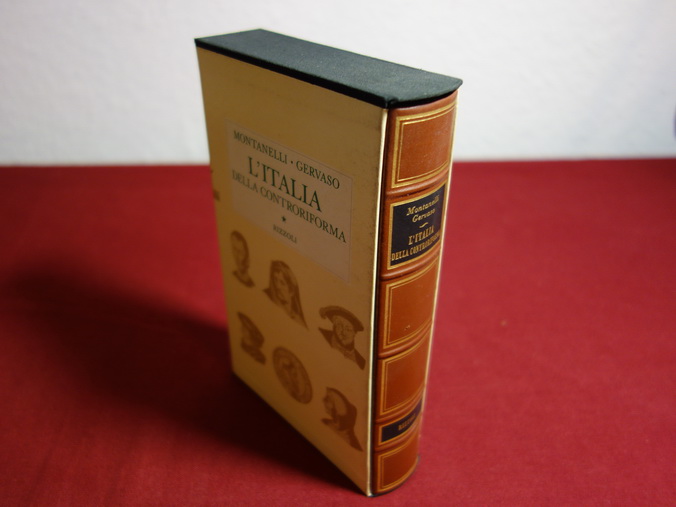 MONTANELLI • GERVASO
L'ITALIA
DELLA CONTRORIFORMA
★
RIZZOLI
Montanelli
Gervaso
L'ITALIA
DELLA CONTRORIFORMA